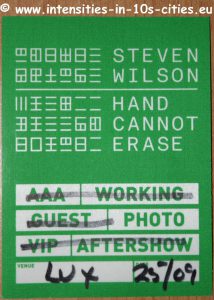 www.intensities-in-10s-cities.eu
STEVEN
WILSON
HAND
CANNOT
ERASE
AAA WORKING
GUEST PHOTO
VIP AFTERSHOW
VENUE
LUX
25/09